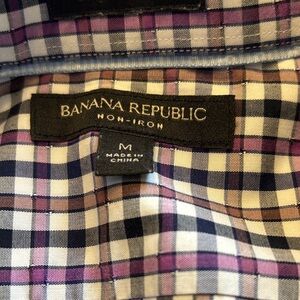 BANANA REPUBLIC
NON-IRON
M
MADE IN
CHINA